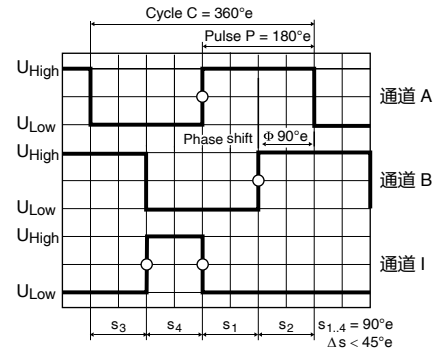 Cycle C = 360°e
Pulse P = 180°e
UHigh
ULow
通道 A
Phase shift
Φ 90°e
UHigh
ULow
通道 B
UHigh
ULow
通道 I
s3 s4 s1 s2 s1..4 = 90°e
Δs < 45°e